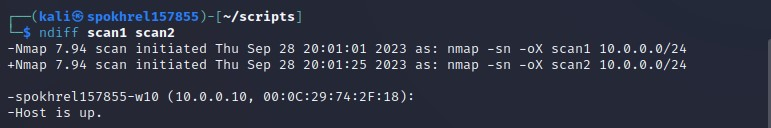 ┌──(kali㉿spokhrel157855)-[~/scripts]
└─$ ndiff scan1 scan2
-Nmap 7.94 scan initiated Thu Sep 28 20:01:01 2023 as: nmap -sn -oX scan1 10.0.0.0/24
+Nmap 7.94 scan initiated Thu Sep 28 20:01:25 2023 as: nmap -sn -oX scan2 10.0.0.0/24
-spokhrel157855-w10 (10.0.0.10, 00:0C:29:74:2F:18):
-Host is up.